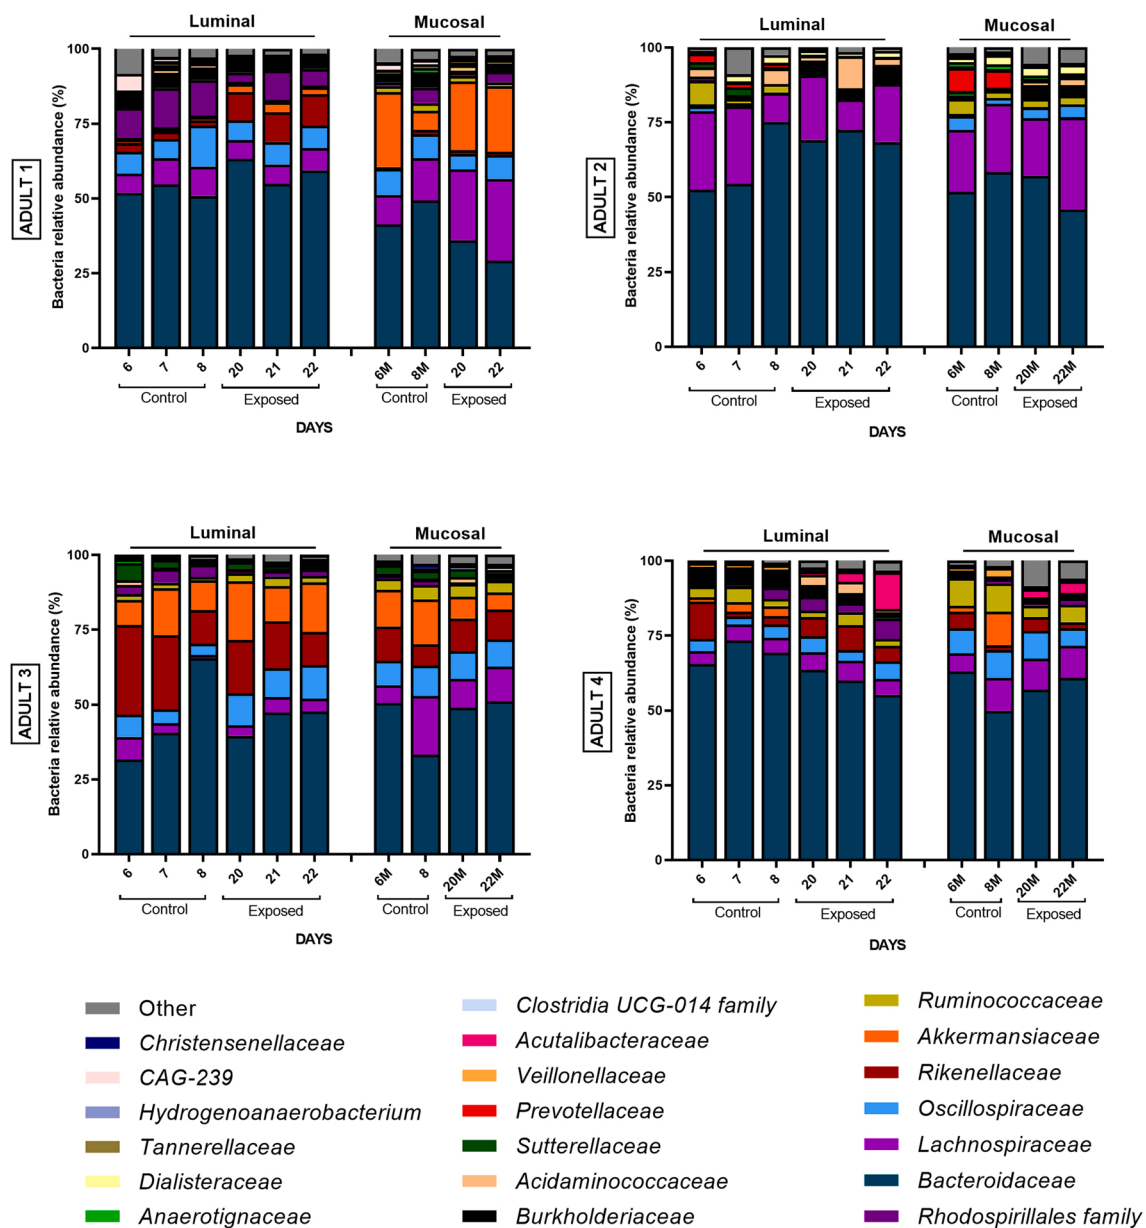 Luminal
Mucosal
ADULT 1
Bacteria relative abundance (%)
100
75
50
25
0
6
7
8
20
21
22
6M
8M
20
22
Control
Exposed
Control
Exposed
DAYS
Luminal
Mucosal
ADULT 2
Bacteria relative abundance (%)
100
75
50
25
0
6
7
8
20
21
22
6M
8M
20M
22M
Control
Exposed
Control
Exposed
DAYS
Luminal
Mucosal
ADULT 3
Bacteria relative abundance (%)
100
75
50
25
0
6
7
8
20
21
22
6M
8
20M
22M
Control
Exposed
Control
Exposed
DAYS
Luminal
Mucosal
ADULT 4
Bacteria relative abundance (%)
100
75
50
25
0
6
7
8
20
21
22
6M
8M
20M
22M
Control
Exposed
Control
Exposed
DAYS
Other
Christensenellaceae
CAG-239
Hydrogenoanaerobacterium
Tannerellaceae
Dialisteraceae
Anaerotignaceae
Clostridia UCG-014 family
Acutalibacteraceae
Veillonellaceae
Prevotellaceae
Sutterellaceae
Acidaminococcaceae
Burkholderiaceae
Ruminococcaceae
Akkermansiaceae
Rikenellaceae
Oscillospiraceae
Lachnospiraceae
Bacteroidaceae
Rhodospirillales family